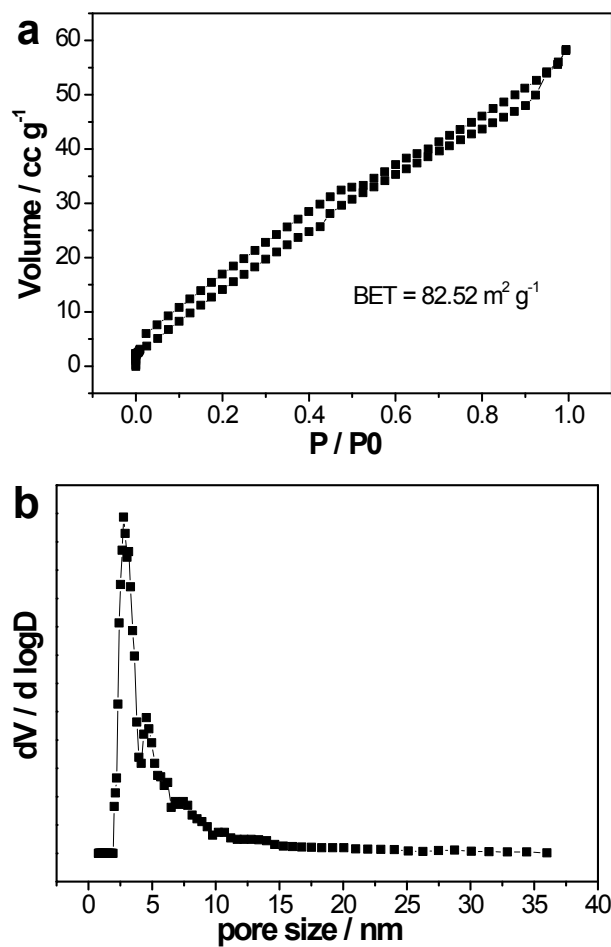 a
60
50
40
30
20
10
0
Volume / cc g⁻¹
BET = 82.52 m² g⁻¹
0.0 0.2 0.4 0.6 0.8 1.0
P / P0
b
dV / d logD
0 5 10 15 20 25 30 35 40
pore size / nm